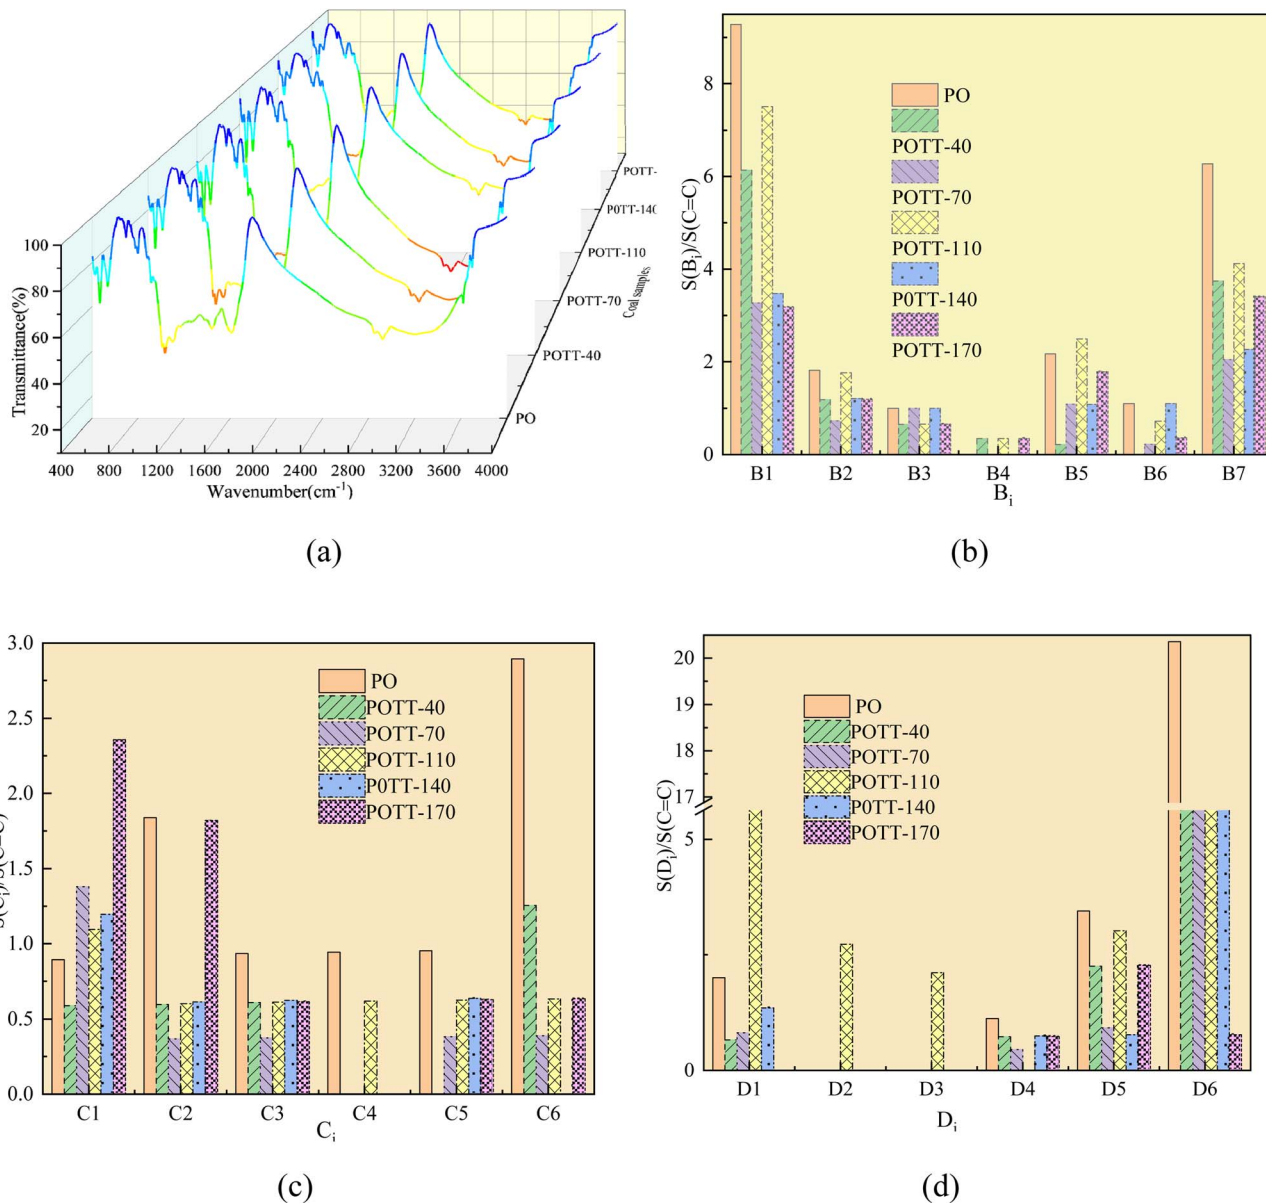 100
80
60
40
20
Transmittance(%)
400 800 1200 1600 2000 2400 2800 3200 3600 4000
Wavenumber(cm⁻¹)
POTT-
P0TT-140
POTT-110
POTT-70
POTT-40
PO
Coal samples
(a)
8
6
4
2
0
S(Bᵢ)/S(C=C)
PO
POTT-40
POTT-70
POTT-110
P0TT-140
POTT-170
B1 B2 B3 B4 B5 B6 B7
Bᵢ
(b)
3.0
2.5
2.0
1.5
1.0
0.5
0.0
S(Cᵢ)/S(C=C)
PO
POTT-40
POTT-70
POTT-110
P0TT-140
POTT-170
C1 C2 C3 C4 C5 C6
Cᵢ
(c)
20
19
18
17
5
0
S(Dᵢ)/S(C=C)
PO
POTT-40
POTT-70
POTT-110
P0TT-140
POTT-170
D1 D2 D3 D4 D5 D6
Dᵢ
(d)